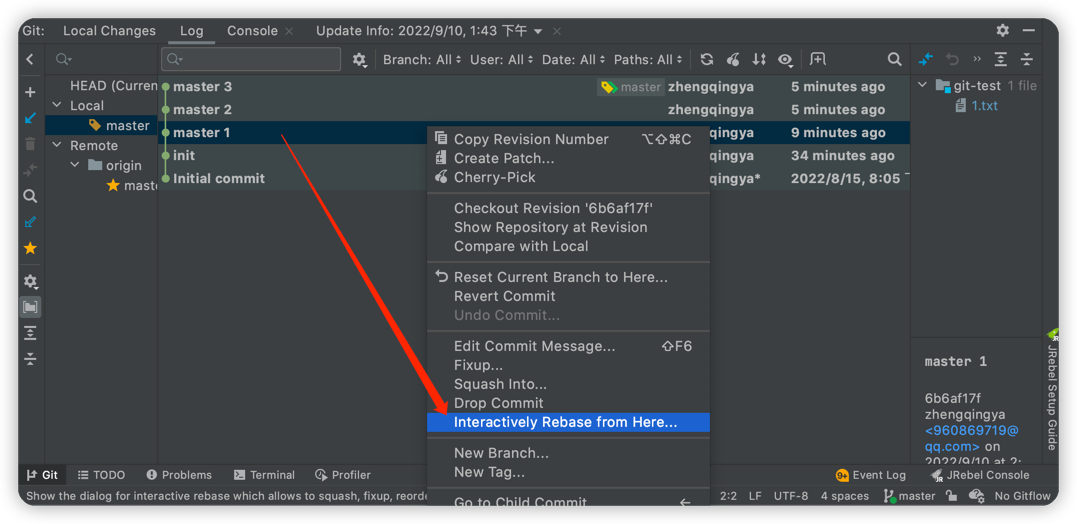 Git: Local Changes Log Console Update Info: 2022/9/10, 1:43 下午
Branch: All User: All Date: All Paths: All
HEAD (Curren
Local
master
Remote
origin
maste
master 3 master zhengqingya 5 minutes ago
master 2 zhengqingya 5 minutes ago
master 1 qingya 9 minutes ago
init qingya 34 minutes ago
Initial commit qingya* 2022/8/15, 8:05
Copy Revision Number ⌥⇧⌘C
Create Patch...
Cherry-Pick
Checkout Revision '6b6af17f'
Show Repository at Revision
Compare with Local
Reset Current Branch to Here...
Revert Commit
Undo Commit...
Edit Commit Message... ⇧F6
Fixup...
Squash Into...
Drop Commit
Interactively Rebase from Here...
New Branch...
New Tag...
Go to Child Commit ←
git-test 1 file
1.txt
master 1
6b6af17f
zhengqingya
<960869719@
qq.com> on
2022/9/10 at 2:
JRebel Setup Guide
Git TODO Problems Terminal Profiler 9+ Event Log JRebel Console
Show the dialog for interactive rebase which allows to squash, fixup, reorde 2:2 LF UTF-8 4 spaces master No Gitflow